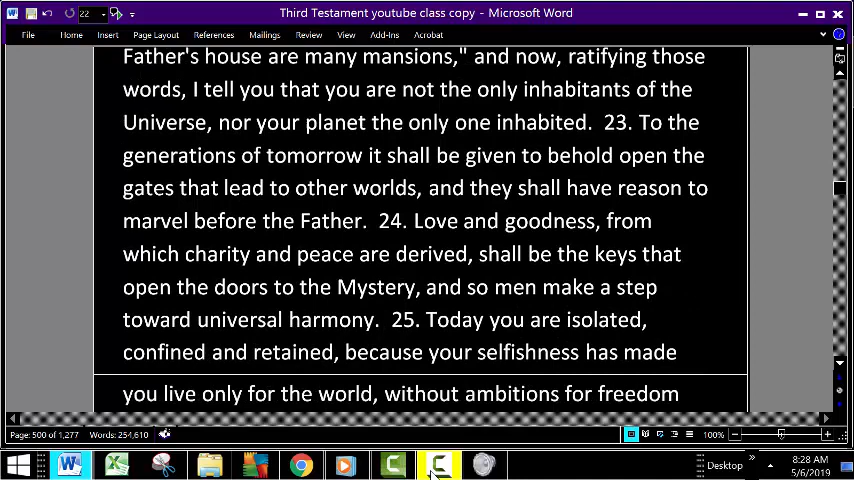 22
Third Testament youtube class copy - Microsoft Word
File Home Insert Page Layout References Mailings Review View Add-Ins Acrobat
Father's house are many mansions," and now, ratifying those
words, I tell you that you are not the only inhabitants of the
Universe, nor your planet the only one inhabited. 23. To the
generations of tomorrow it shall be given to behold open the
gates that lead to other worlds, and they shall have reason to
marvel before the Father. 24. Love and goodness, from
which charity and peace are derived, shall be the keys that
open the doors to the Mystery, and so men make a step
toward universal harmony. 25. Today you are isolated,
confined and retained, because your selfishness has made
you live only for the world, without ambitions for freedom
Page: 500 of 1,277 Words: 254,610 100%
Desktop
8:28 AM
5/6/2019